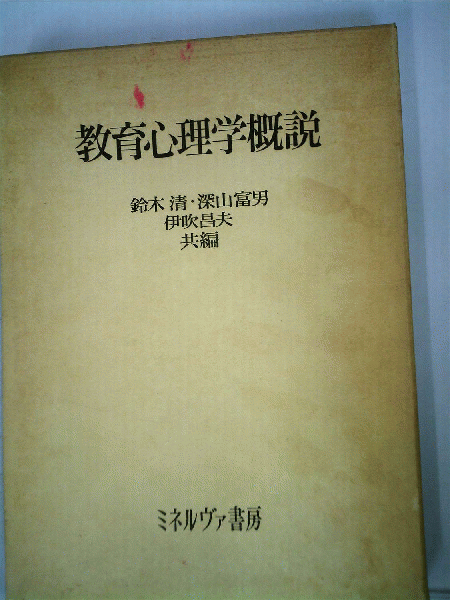 教育心理学概説
鈴木 清・深山富男
伊吹昌夫
共編
ミネルヴァ書房